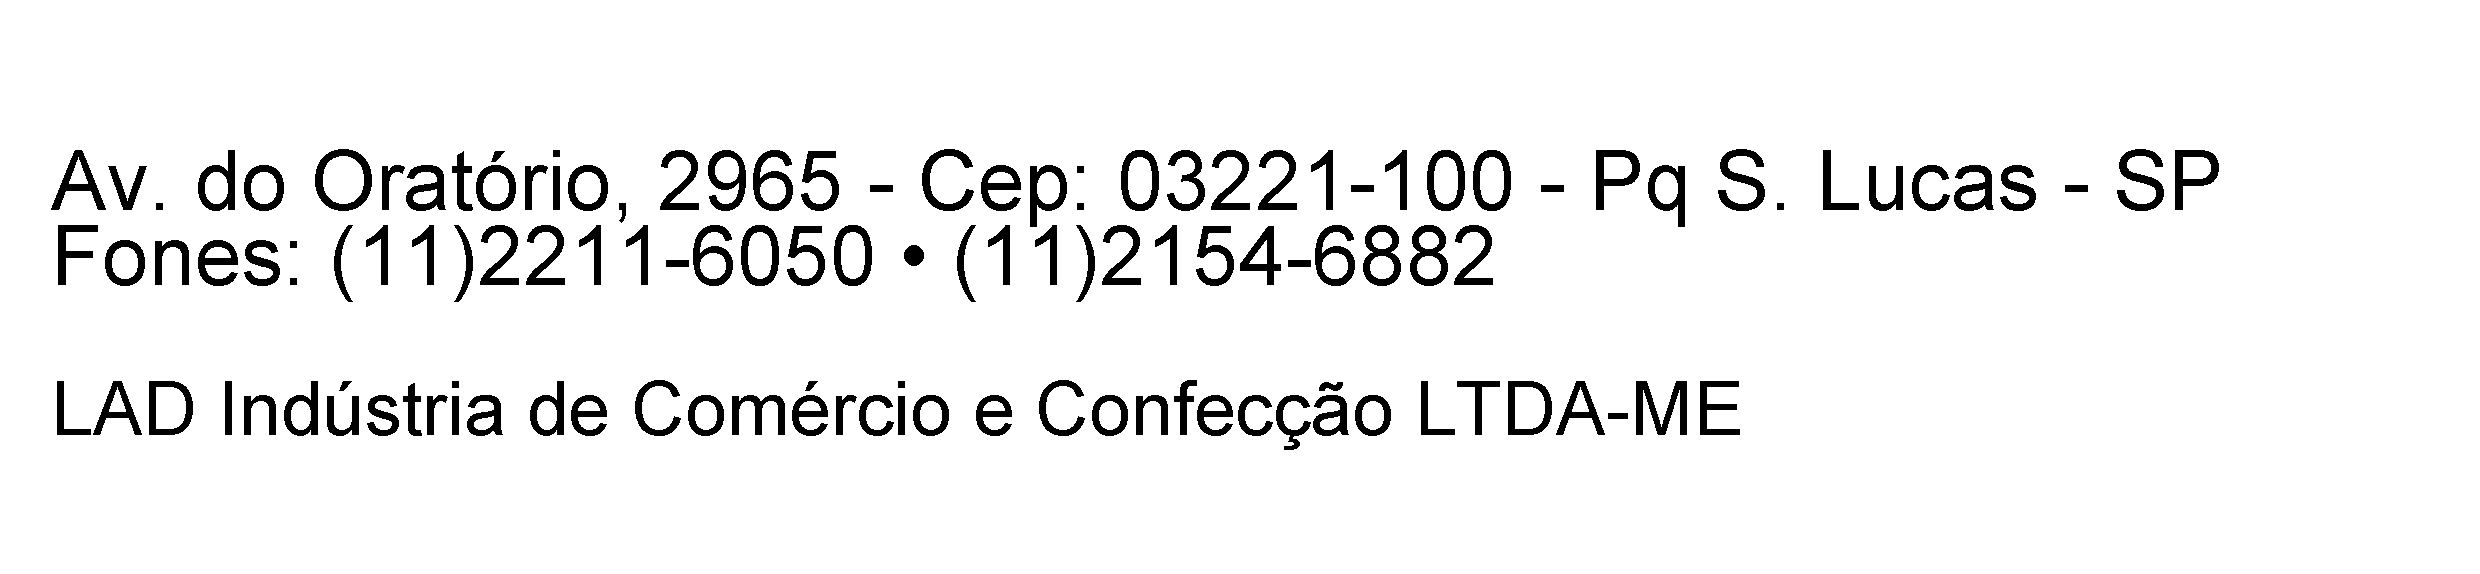 Av. do Oratório, 2965 - Cep: 03221-100 - Pq S. Lucas - SP
Fones: (11)2211-6050 • (11)2154-6882
LAD Indústria de Comércio e Confecção LTDA-ME